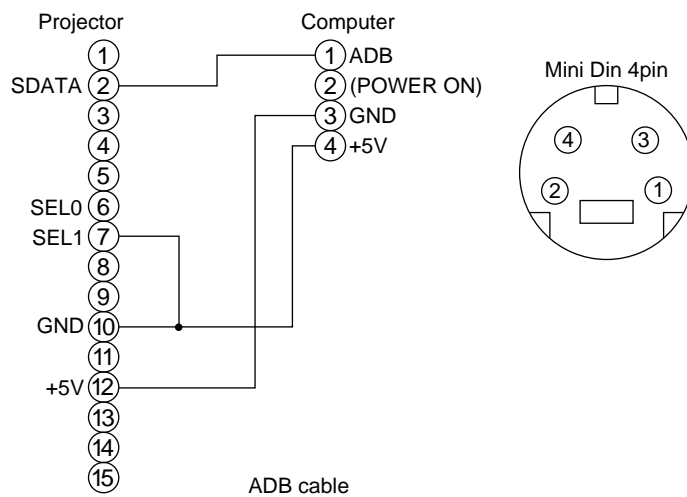 Projector
1
SDATA 2
3
4
5
SEL0 6
SEL1 7
8
9
GND 10
11
+5V 12
13
14
15
Computer
1 ADB
2 (POWER ON)
3 GND
4 +5V
ADB cable
Mini Din 4pin
4 3
2 1